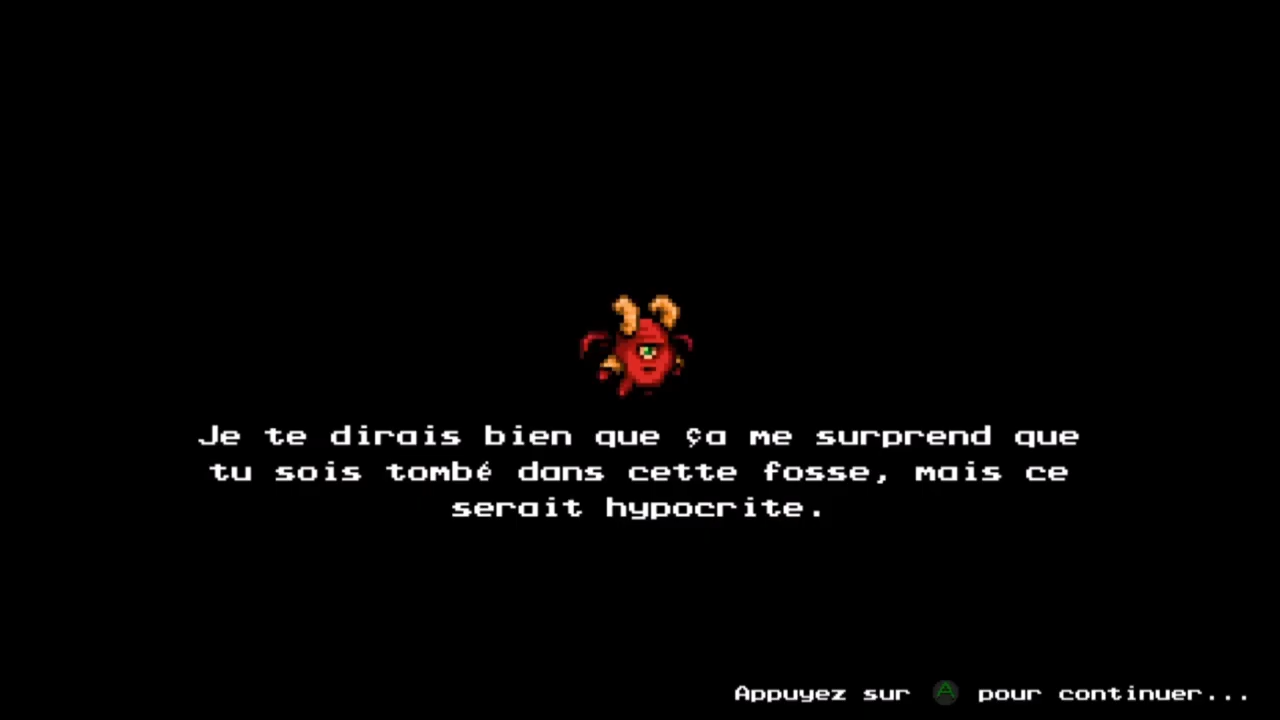 Je te dirais bien que ça me surprend que
tu sois tombé dans cette fosse, mais ce
serait hypocrite.
Appuyez sur A pour continuer...